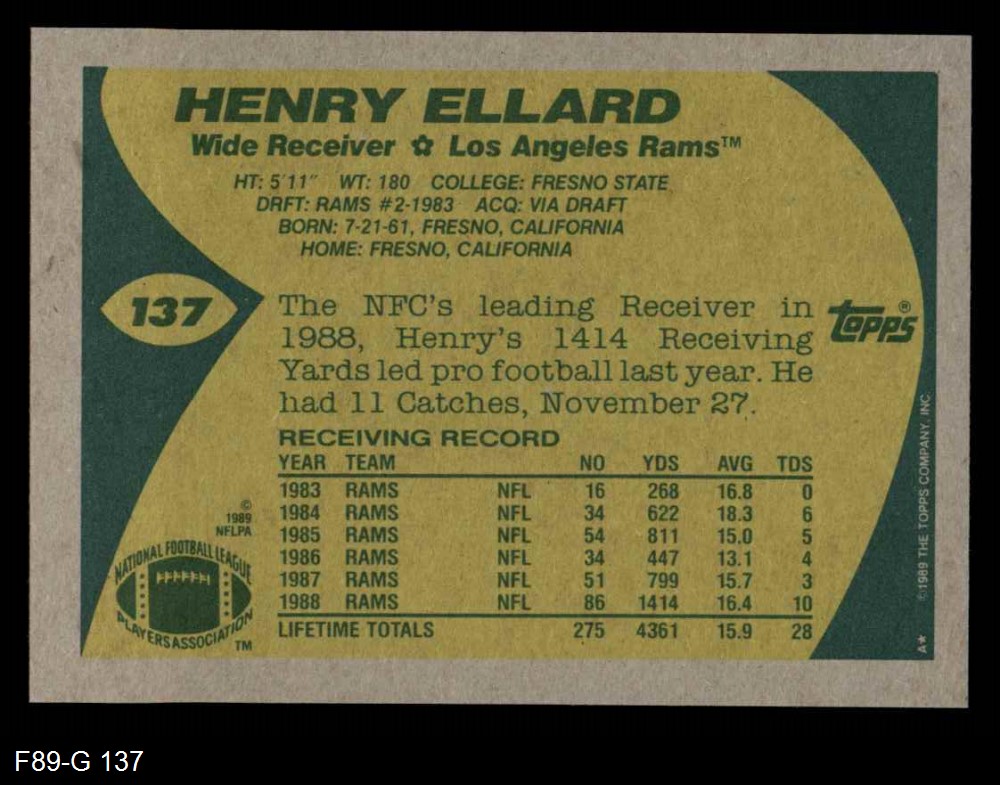 HENRY ELLARD
Wide Receiver ✿ Los Angeles Rams™
HT: 5'11" WT: 180 COLLEGE: FRESNO STATE
DRFT: RAMS #2-1983 ACQ: VIA DRAFT
BORN: 7-21-61, FRESNO, CALIFORNIA
HOME: FRESNO, CALIFORNIA
137
The NFC's leading Receiver in
1988, Henry's 1414 Receiving
Yards led pro football last year. He
had 11 Catches, November 27.
topps®
RECEIVING RECORD
YEAR TEAM NO YDS AVG TDS
1983 RAMS NFL 16 268 16.8 0
1984 RAMS NFL 34 622 18.3 6
1985 RAMS NFL 54 811 15.0 5
1986 RAMS NFL 34 447 13.1 4
1987 RAMS NFL 51 799 15.7 3
1988 RAMS NFL 86 1414 16.4 10
LIFETIME TOTALS 275 4361 15.9 28
©
1989
NFLPA
NATIONAL FOOTBALL LEAGUE
PLAYERS ASSOCIATION
TM
A* ©1989 THE TOPPS COMPANY, INC.
F89-G 137